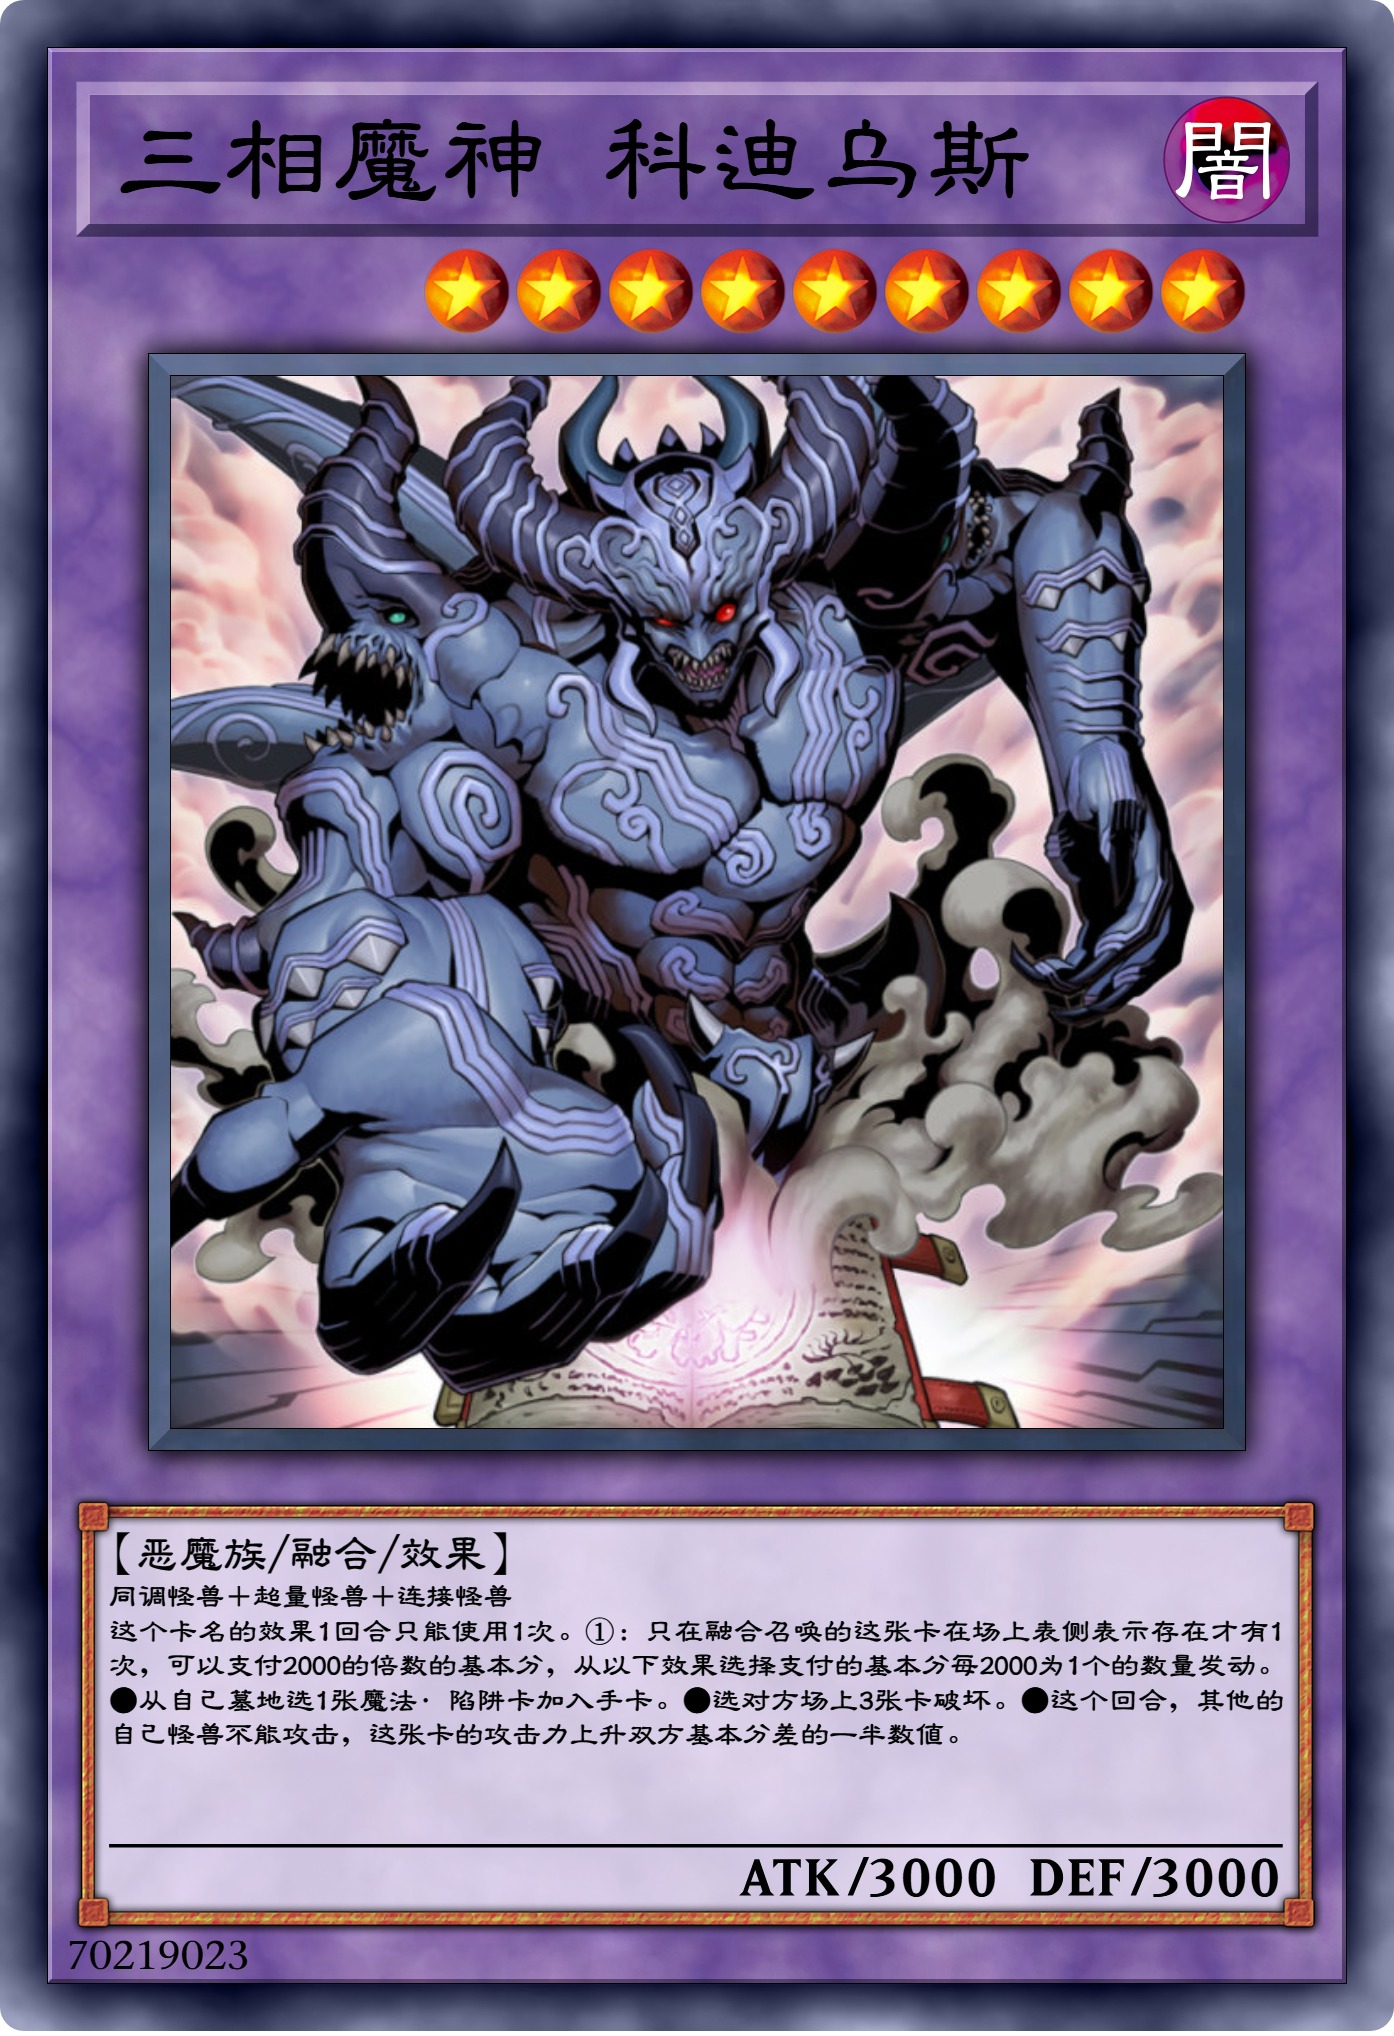 三相魔神 科迪乌斯
闇
【恶魔族/融合/效果】
同调怪兽＋超量怪兽＋连接怪兽
这个卡名的效果1回合只能使用1次。①：只在融合召唤的这张卡在场上表侧表示存在才有1
次，可以支付2000的倍数的基本分，从以下效果选择支付的基本分每2000为1个的数量发动。
●从自己墓地选1张魔法·陷阱卡加入手卡。●选对方场上3张卡破坏。●这个回合，其他的
自己怪兽不能攻击，这张卡的攻击力上升双方基本分差的一半数值。
ATK/3000 DEF/3000
70219023